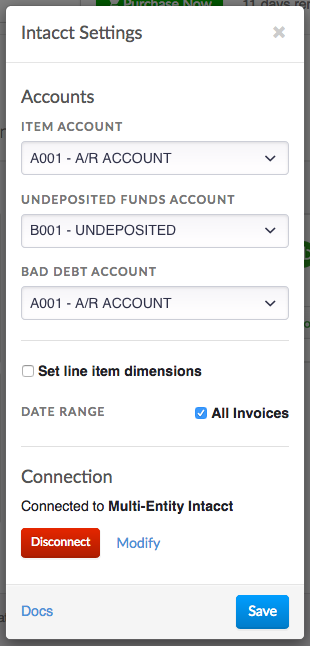 Purchase Now
11 days
Intacct Settings
×
Accounts
ITEM ACCOUNT
A001 - A/R ACCOUNT
UNDEPOSITED FUNDS ACCOUNT
B001 - UNDEPOSITED
BAD DEBT ACCOUNT
A001 - A/R ACCOUNT
Set line item dimensions
DATE RANGE
All Invoices
Connection
Connected to Multi-Entity Intacct
Disconnect
Modify
Docs
Save